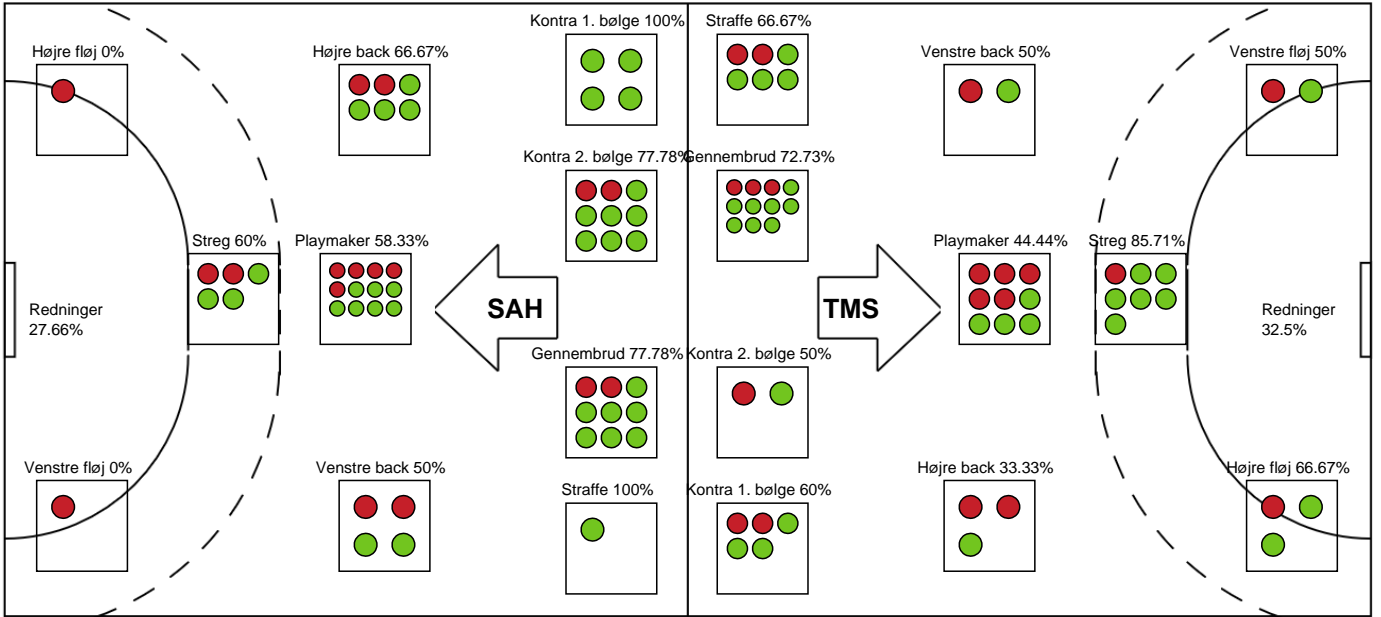 Kontra 1. bølge 100%
Straffe 66.67%
Højre fløj 0%
Højre back 66.67%
Venstre back 50%
Venstre fløj 50%
Kontra 2. bølge 77.78%
Gennembrud 72.73%
Streg 60%
Playmaker 58.33%
Playmaker 44.44%
Streg 85.71%
Redninger
27.66%
SAH
TMS
Redninger
32.5%
Gennembrud 77.78%
Kontra 2. bølge 50%
Venstre fløj 0%
Venstre back 50%
Højre back 33.33%
Højre fløj 66.67%
Straffe 100%
Kontra 1. bølge 60%